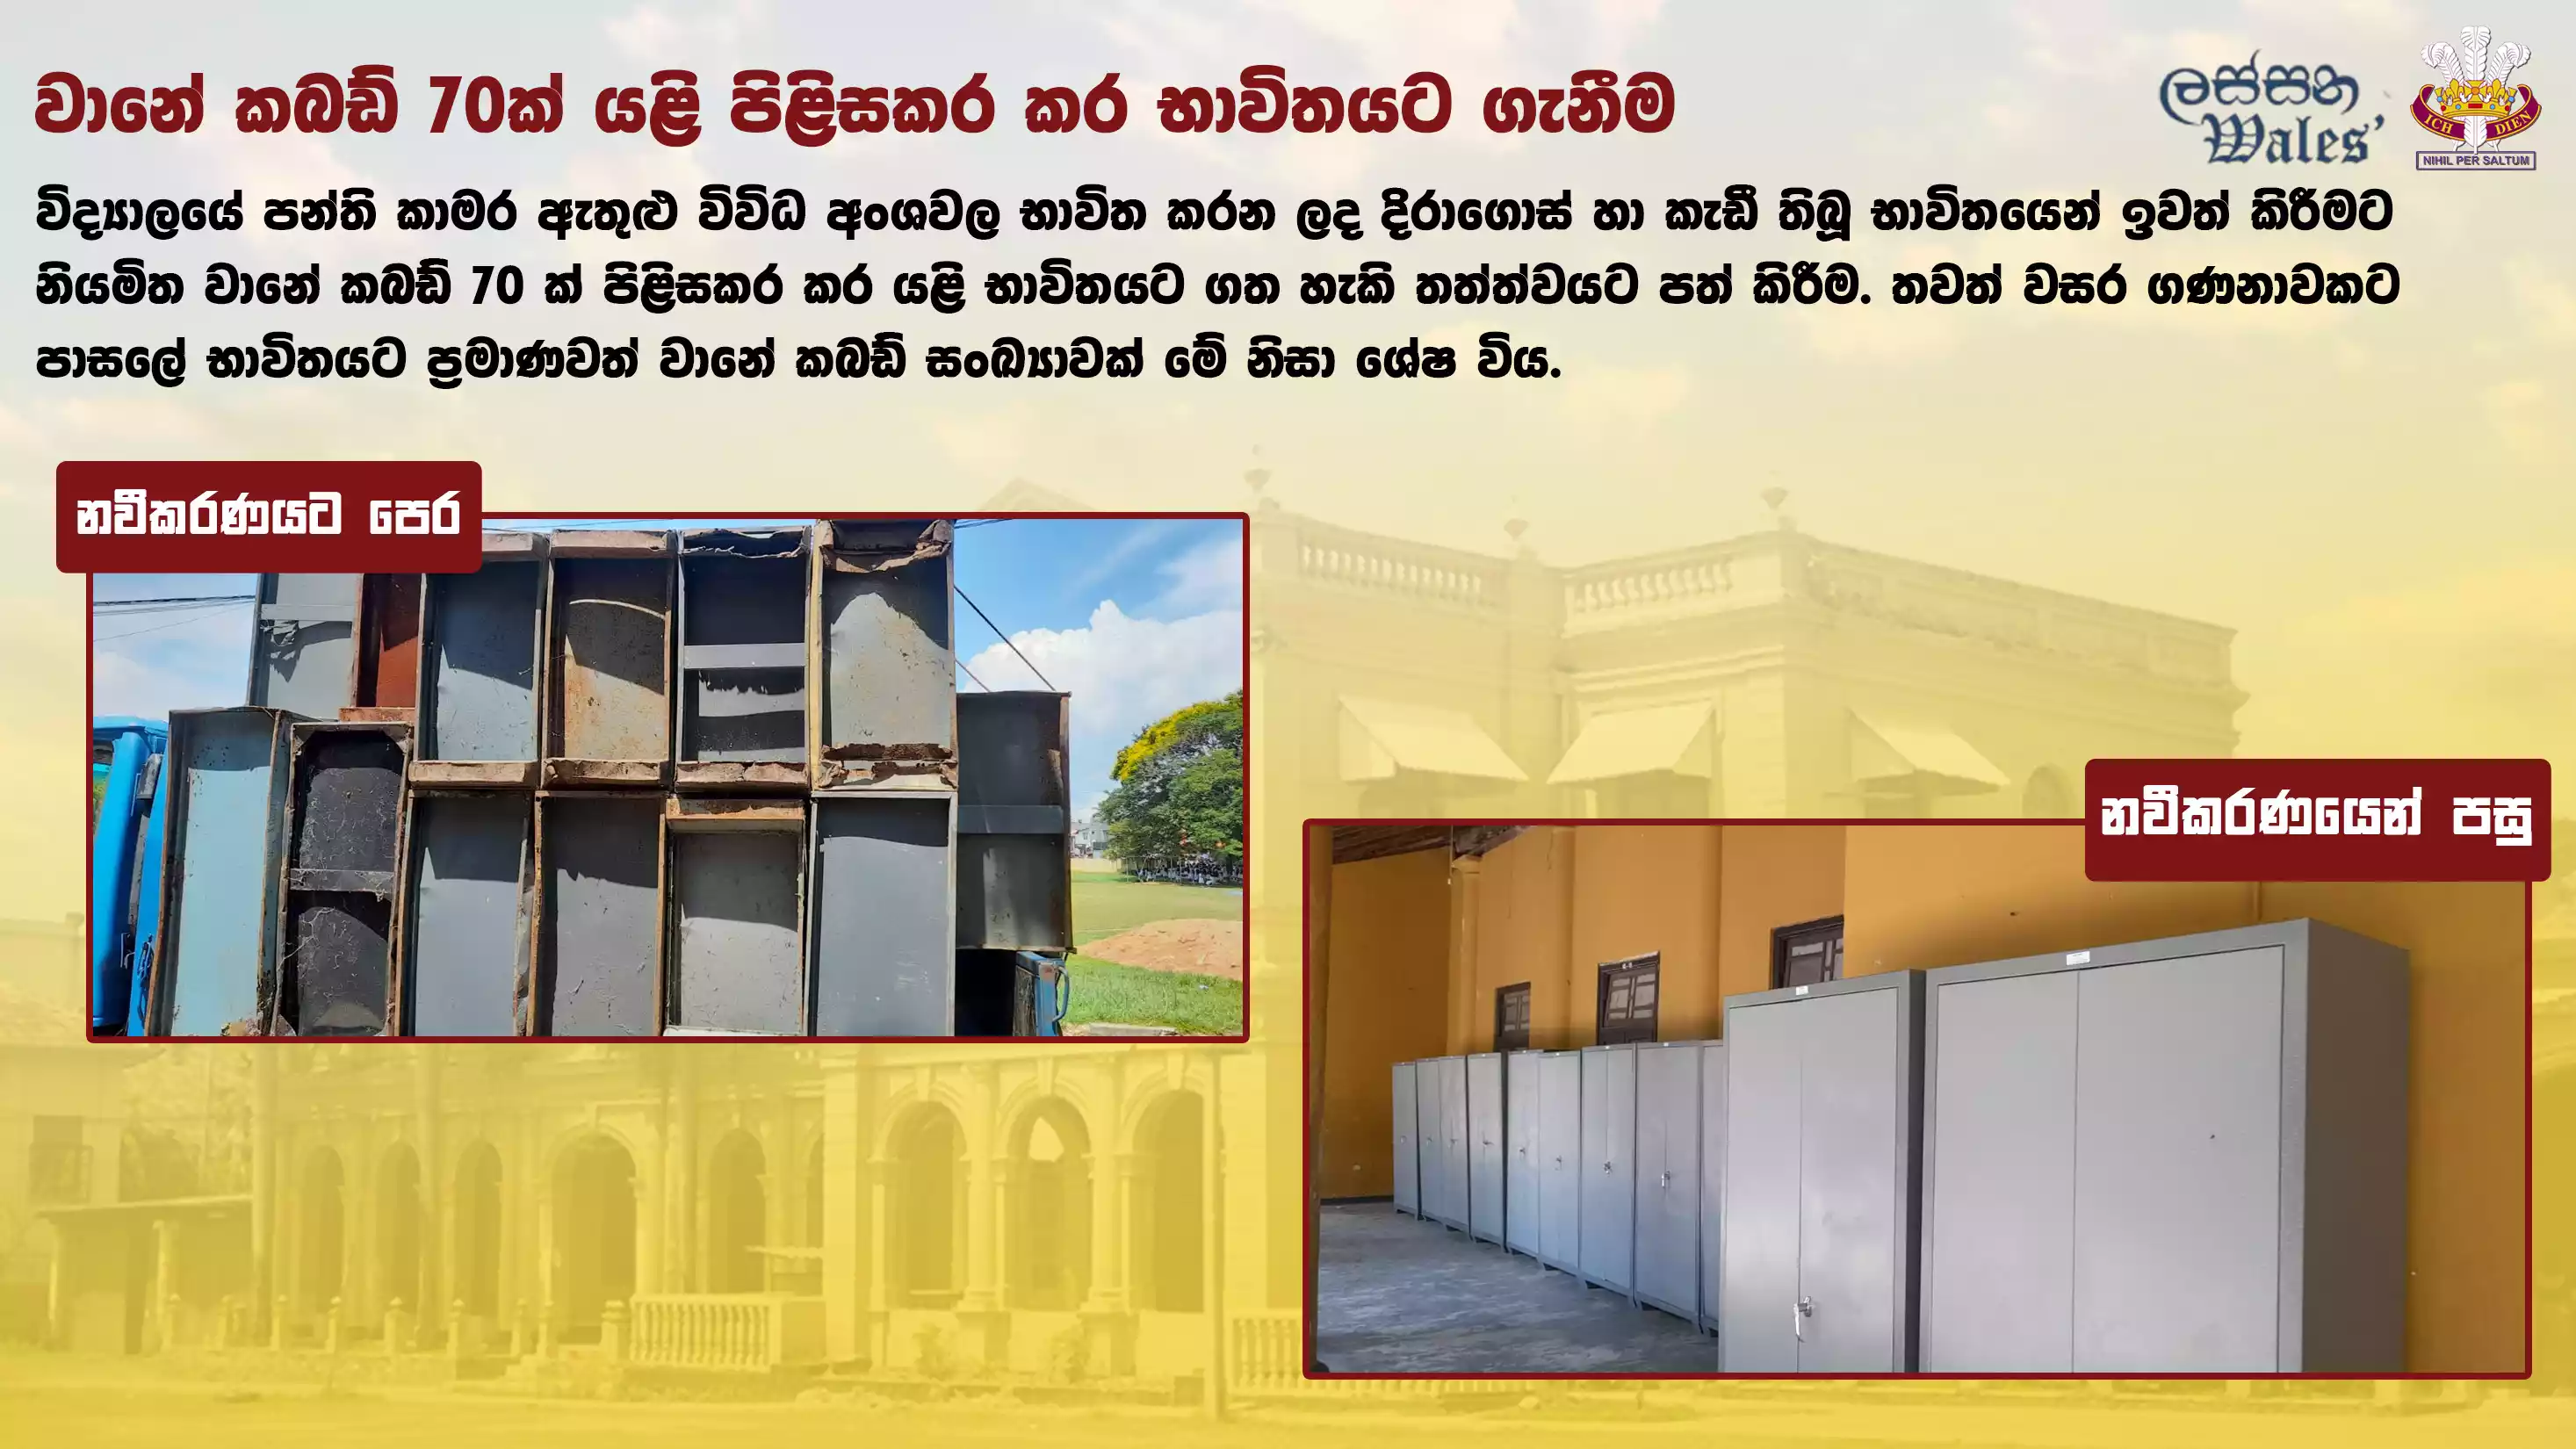 වානේ කබඩ් 70ක් යළි පිළිසකර කර භාවිතයට ගැනීම
ලස්සන
Wales'
ICH DIEN
NIHIL PER SALTUM
විද්‍යාලයේ පන්ති කාමර ඇතුළු විවිධ අංශවල භාවිත කරන ලද දිරාගොස් හා කැඩී තිබූ භාවිතයෙන් ඉවත් කිරීමට
නියමිත වානේ කබඩ් 70 ක් පිළිසකර කර යළි භාවිතයට ගත හැකි තත්ත්වයට පත් කිරීම. තවත් වසර ගණනාවකට
පාසලේ භාවිතයට ප්‍රමාණවත් වානේ කබඩ් සංඛ්‍යාවක් මේ නිසා ශේෂ විය.
නවීකරණයට පෙර
නවීකරණයෙන් පසු